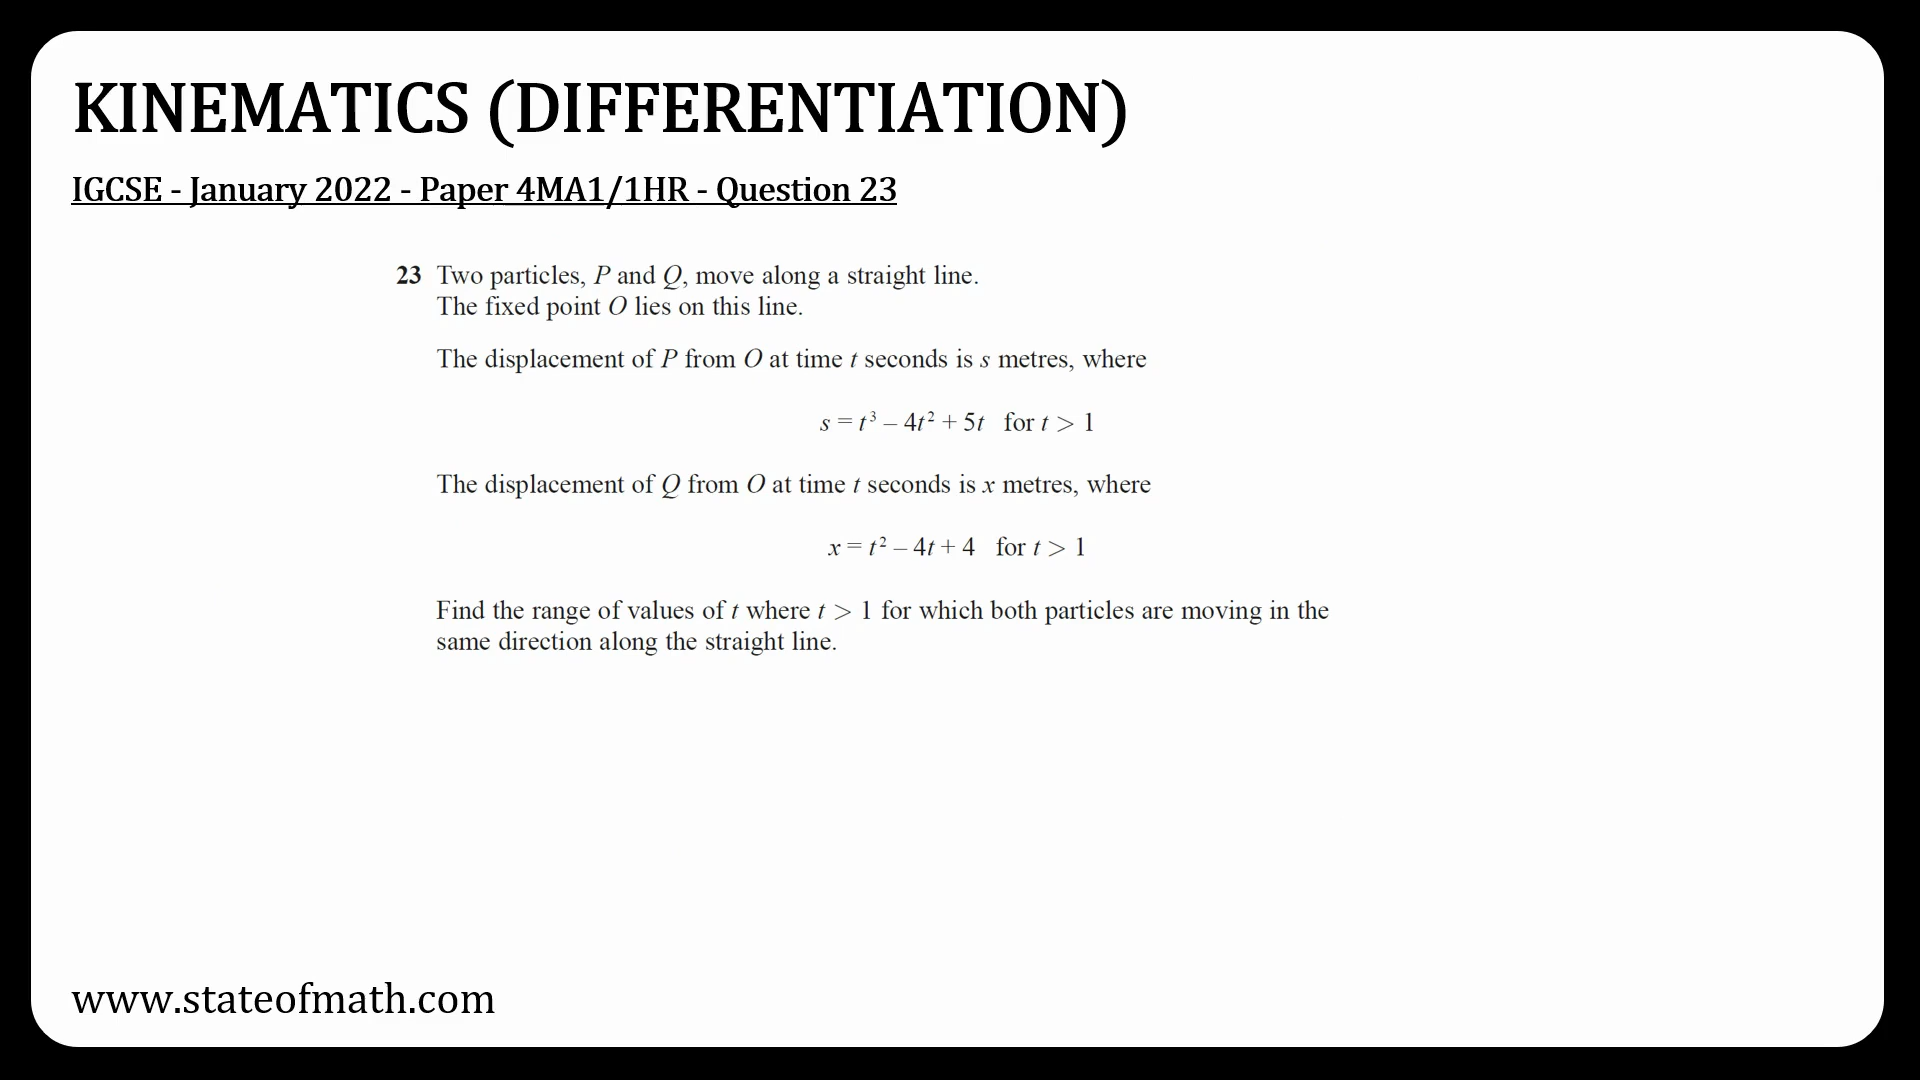 KINEMATICS (DIFFERENTIATION)
IGCSE - January 2022 - Paper 4MA1/1HR - Question 23
23 Two particles, P and Q, move along a straight line.
The fixed point O lies on this line.
The displacement of P from O at time t seconds is s metres, where
s = t³ – 4t² + 5t for t > 1
The displacement of Q from O at time t seconds is x metres, where
x = t² – 4t + 4 for t > 1
Find the range of values of t where t > 1 for which both particles are moving in the
same direction along the straight line.
www.stateofmath.com